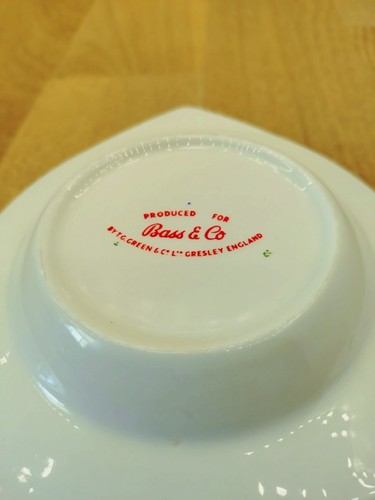 PRODUCED FOR
Bass & Co
BY T.G. GREEN & Co LTD GRESLEY ENGLAND